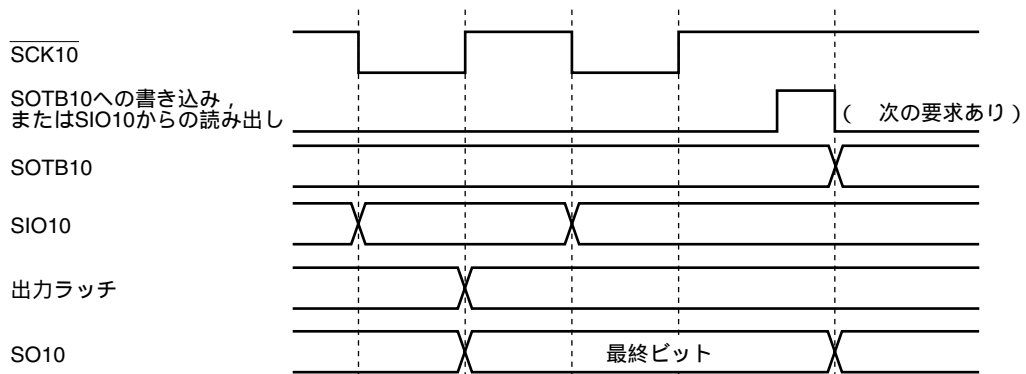 SCK10
SOTB10への書き込み，
またはSIO10からの読み出し
（　次の要求あり）
SOTB10
SIO10
出力ラッチ
SO10
最終ビット